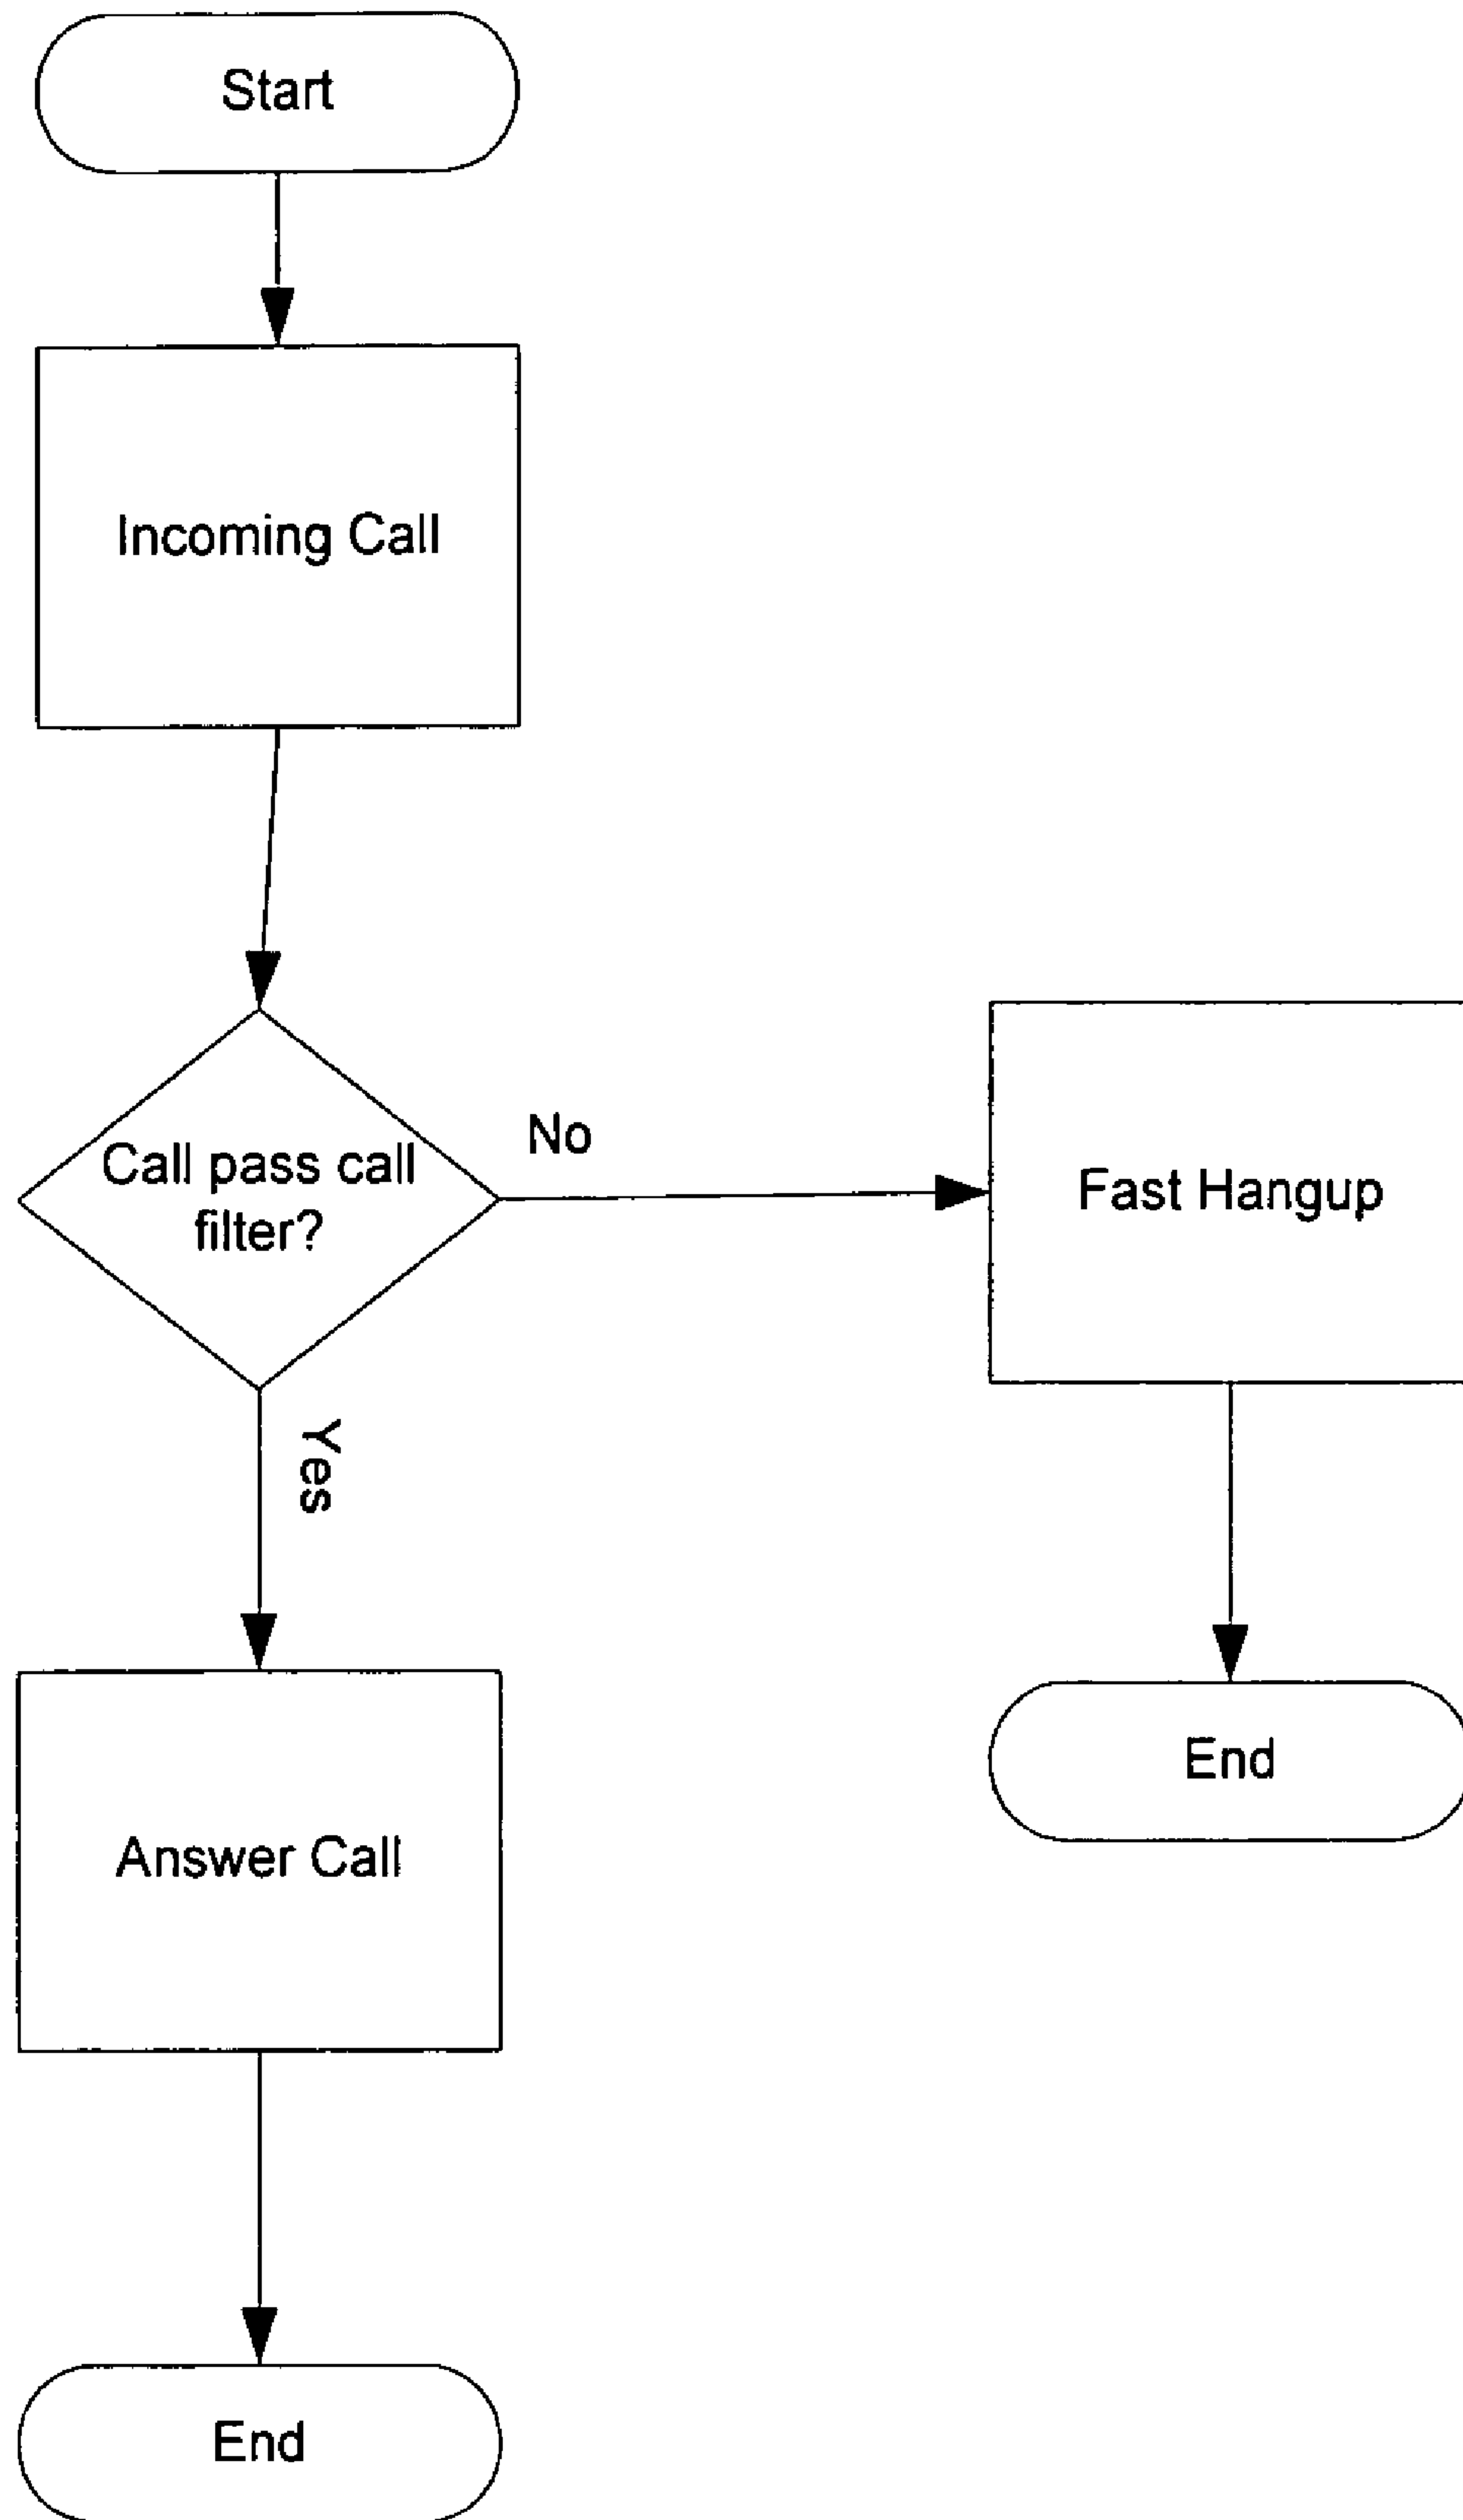 Start
Incoming Call
Call pass call
filter?
No
Fast Hangup
Yes
End
Answer Call
End